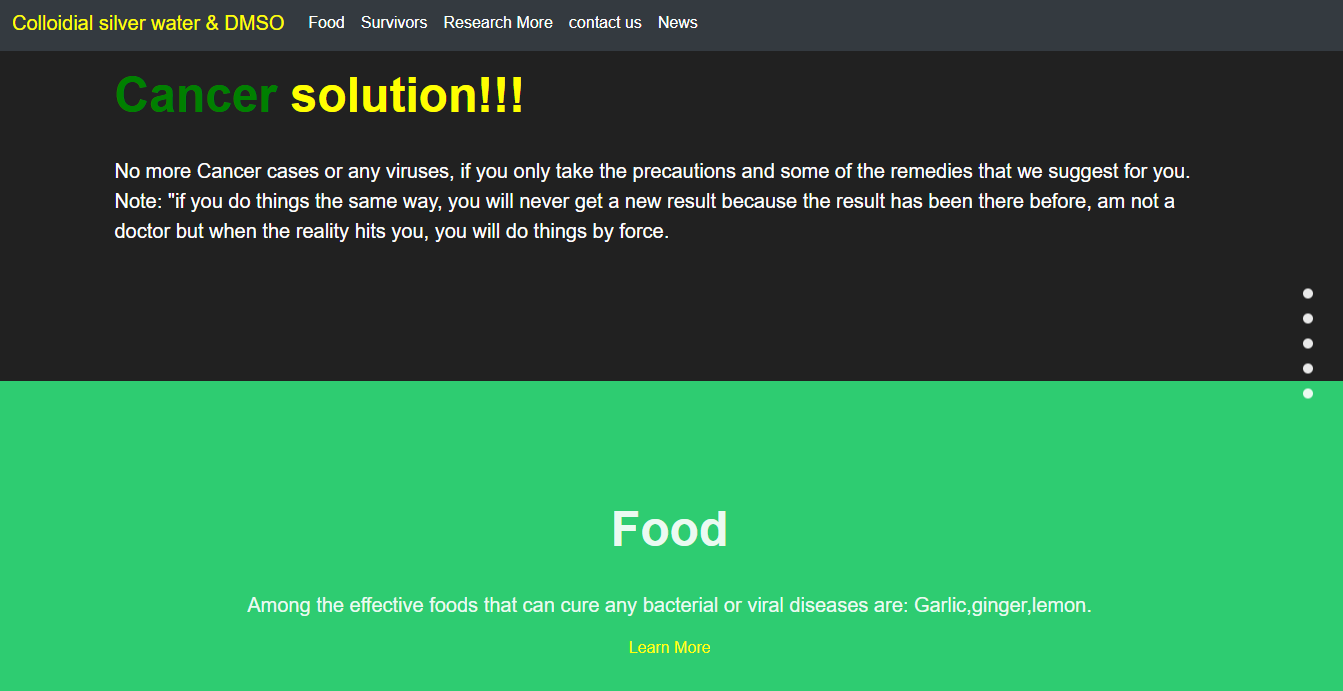 Colloidial silver water & DMSO Food Survivors Research More contact us News
Cancer solution!!!
No more Cancer cases or any viruses, if you only take the precautions and some of the remedies that we suggest for you.
Note: "if you do things the same way, you will never get a new result because the result has been there before, am not a
doctor but when the reality hits you, you will do things by force.
Food
Among the effective foods that can cure any bacterial or viral diseases are: Garlic,ginger,lemon.
Learn More